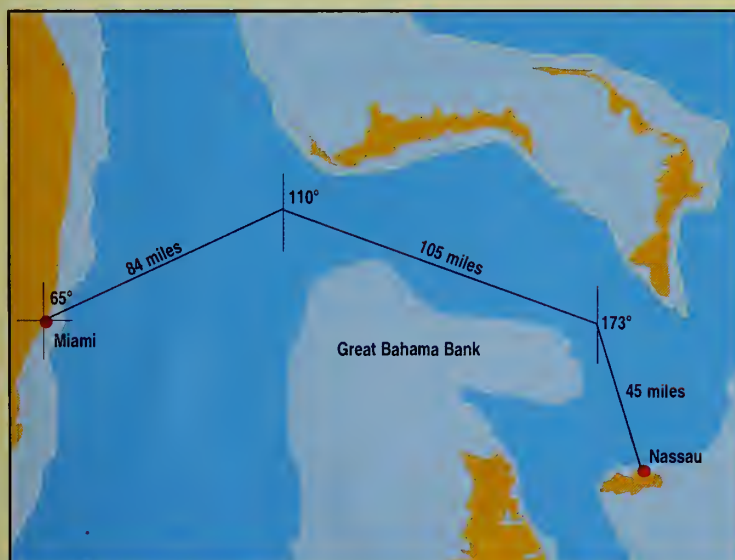 110°
84 miles
105 miles
65°
Miami
173°
Great Bahama Bank
45 miles
Nassau